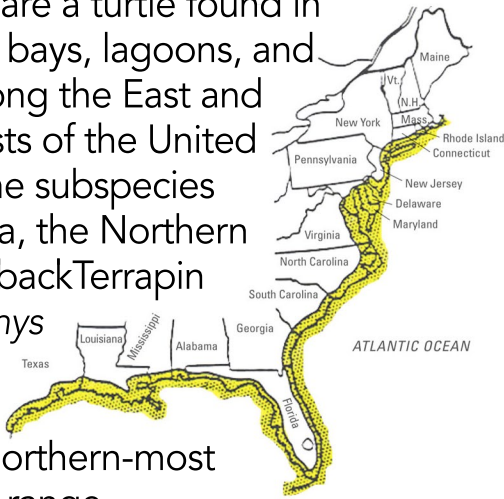 are a turtle found in
bays, lagoons, and
ong the East and
sts of the United
ne subspecies
a, the Northern
backTerrapin
nys
orthern-most
range
Maine
Vt.
N.H.
New York
Mass.
Rhode Island
Connecticut
Pennsylvania
New Jersey
Delaware
Maryland
Virginia
North Carolina
South Carolina
Georgia
Alabama
Mississippi
Louisiana
Texas
Florida
ATLANTIC OCEAN